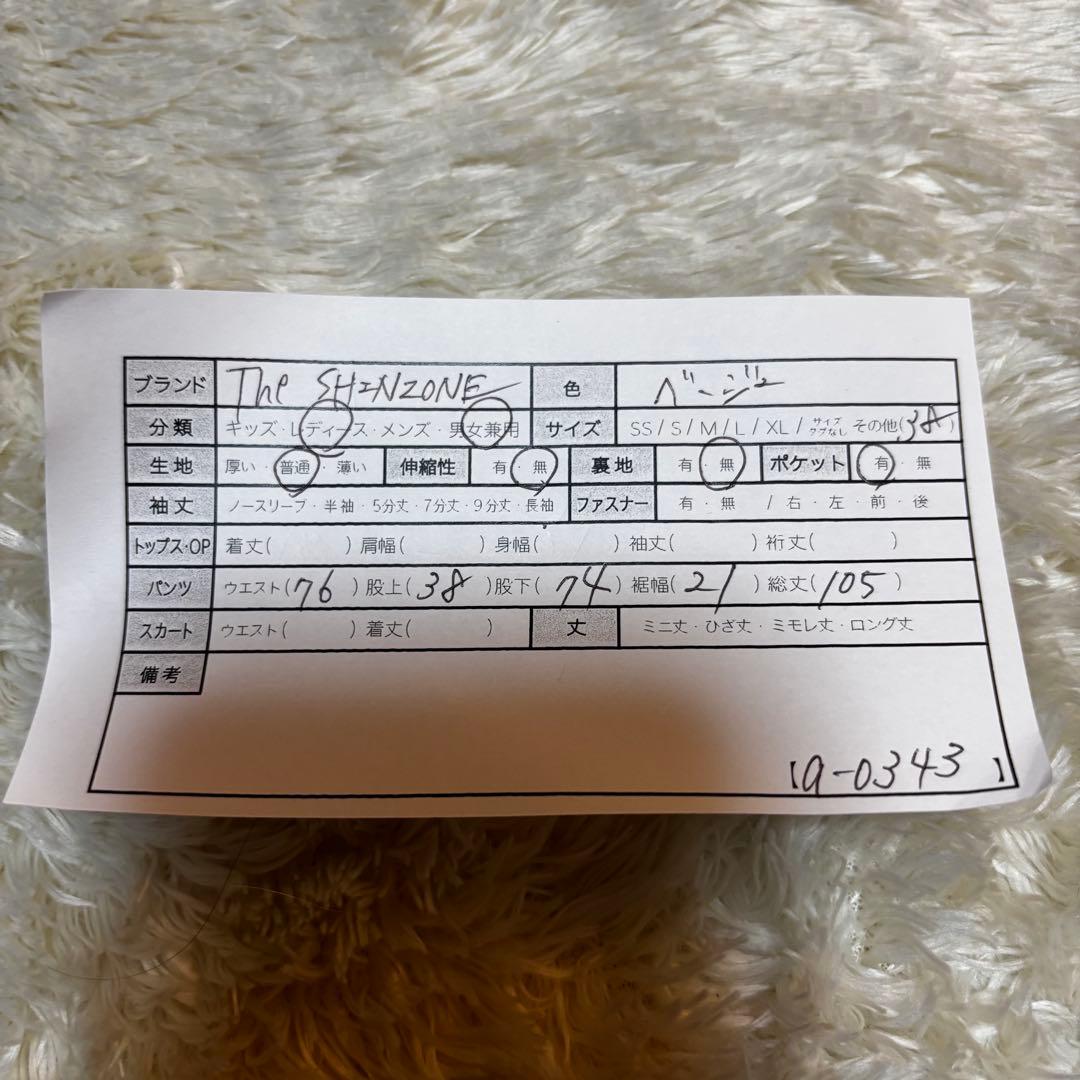 ブランド The SHINZONE 色 ベージュ
分類 キッズ・レディース・メンズ・男女兼用 サイズ SS / S / M / L / XL / サイズタグなし その他(38)
生地 厚い・普通・薄い 伸縮性 有・無 裏地 有・無 ポケット 有・無
袖丈 ノースリーブ・半袖・5分丈・7分丈・9分丈・長袖 ファスナー 有・無 / 右・左・前・後
トップス・OP 着丈( ) 肩幅( ) 身幅( ) 袖丈( ) 裄丈( )
パンツ ウエスト(76) 股上(38) 股下(74) 裾幅(21) 総丈(105)
スカート ウエスト( ) 着丈( ) 丈 ミニ丈・ひざ丈・ミモレ丈・ロング丈
備考
【a-0343】